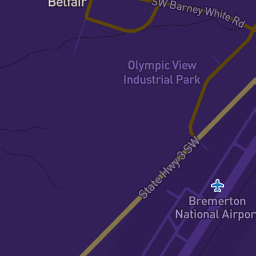 Belfair
SW Barney White Rd
Olympic View
Industrial Park
State Hwy 3 SW
Bremerton
National Airport